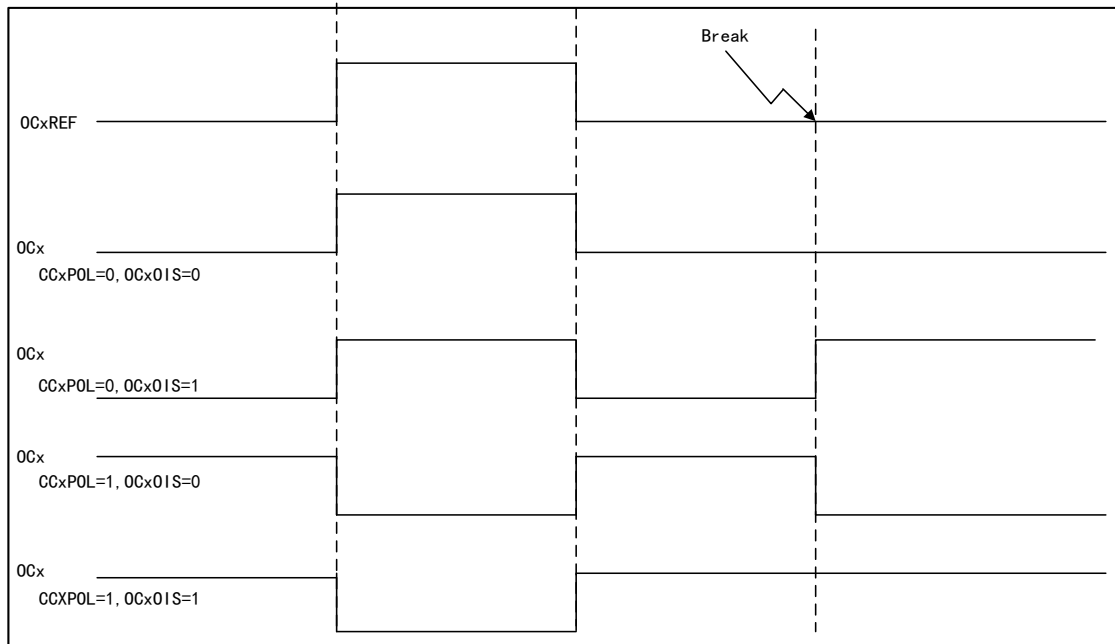 Break
OCxREF
OCx
CCxPOL=0,OCxOIS=0
OCx
CCxPOL=0,OCxOIS=1
OCx
CCxPOL=1,OCxOIS=0
OCx
CCXPOL=1,OCxOIS=1